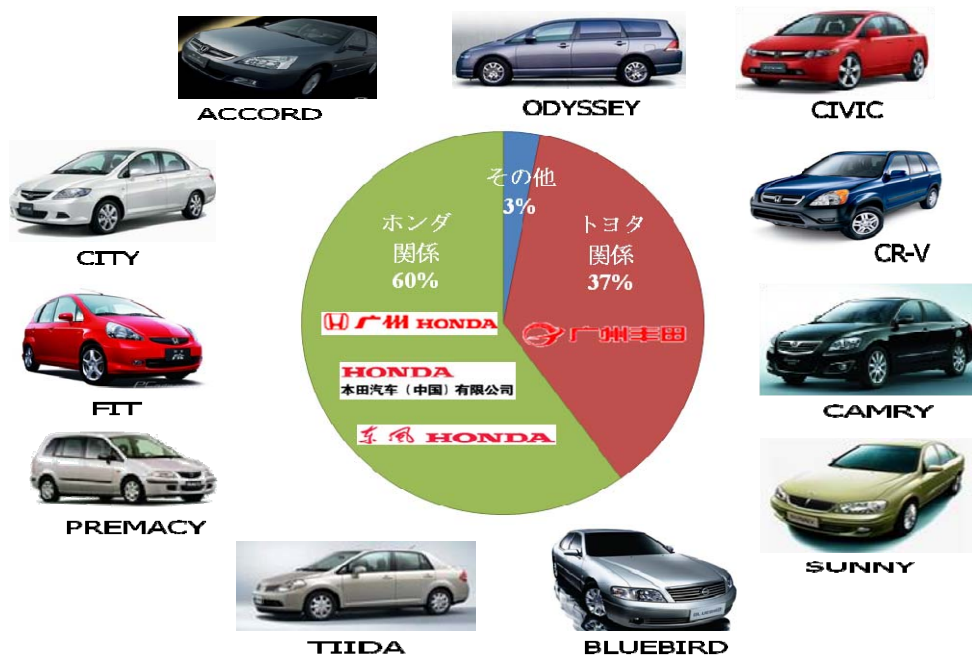 ACCORD
ODYSSEY
CIVIC
CITY
その他
3%
ホンダ
関係
60%
トヨタ
関係
37%
CR-V
广州 HONDA
广州丰田
HONDA
本田汽车（中国）有限公司
东风 HONDA
FIT
CAMRY
PREMACY
SUNNY
TIIDA
BLUEBIRD